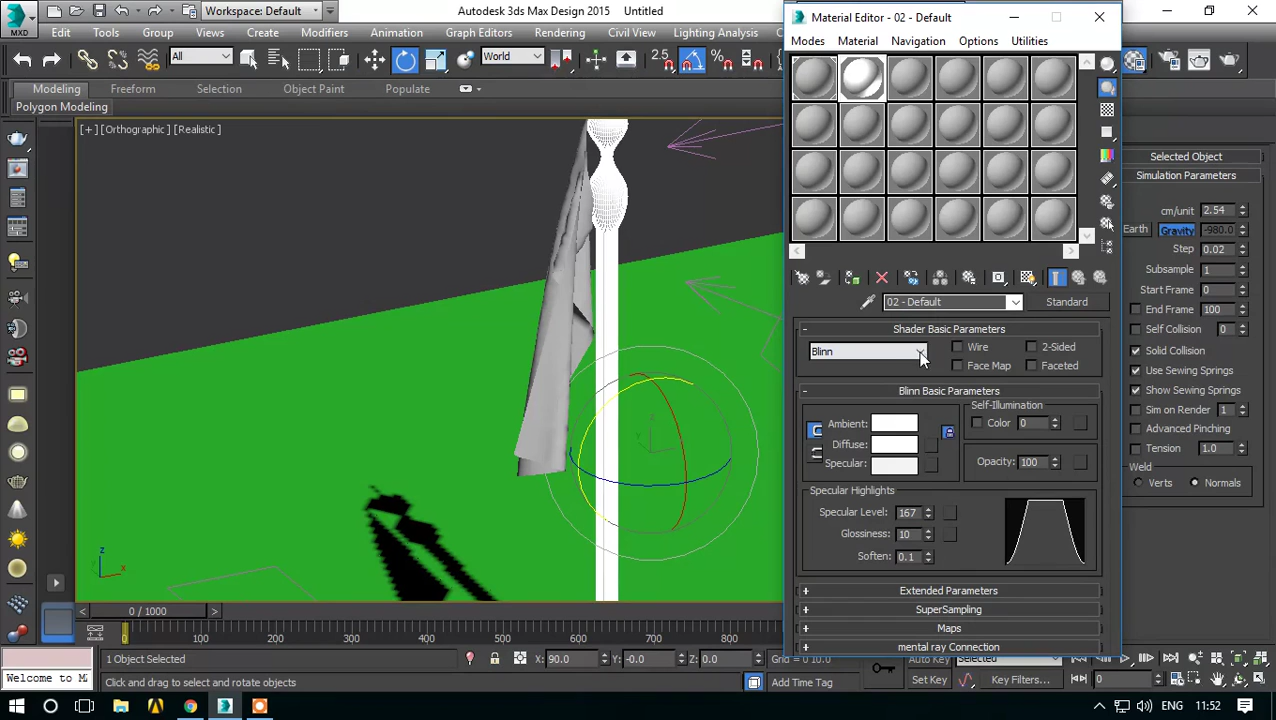 MXD
Workspace: Default
Autodesk 3ds Max Design 2015 Untitled
Edit Tools Group Views Create Modifiers Animation Graph Editors Rendering Civil View Lighting Analysis
All
World
2.5
Modeling Freeform Selection Object Paint Populate
Polygon Modeling
[+] [Orthographic] [Realistic]
z
x
0 / 1000
0 100 200 300 400 500 600 700 800
1 Object Selected
X: 90.0
Y: -0.0
Z: 0.0
Grid = 0 10.0
Auto Key
Selected
Welcome to M
Click and drag to select and rotate objects
Add Time Tag
Set Key
Key Filters...
0
Material Editor - 02 - Default
Modes Material Navigation Options Utilities
02 - Default
Standard
- Shader Basic Parameters
Blinn
Wire
2-Sided
Face Map
Faceted
- Blinn Basic Parameters
Ambient:
Diffuse:
Specular:
Self-Illumination
Color 0
Opacity: 100
Specular Highlights
Specular Level: 167
Glossiness: 10
Soften: 0.1
+ Extended Parameters
+ SuperSampling
+ Maps
+ mental ray Connection
Selected Object
Simulation Parameters
cm/unit 2.54
Earth Gravity -980.0
Step 0.02
Subsample 1
Start Frame 0
End Frame 100
Self Collision 0
Solid Collision
Use Sewing Springs
Show Sewing Springs
Sim on Render 1
Advanced Pinching
Tension 1.0
Weld
Verts Normals
ENG 11:52